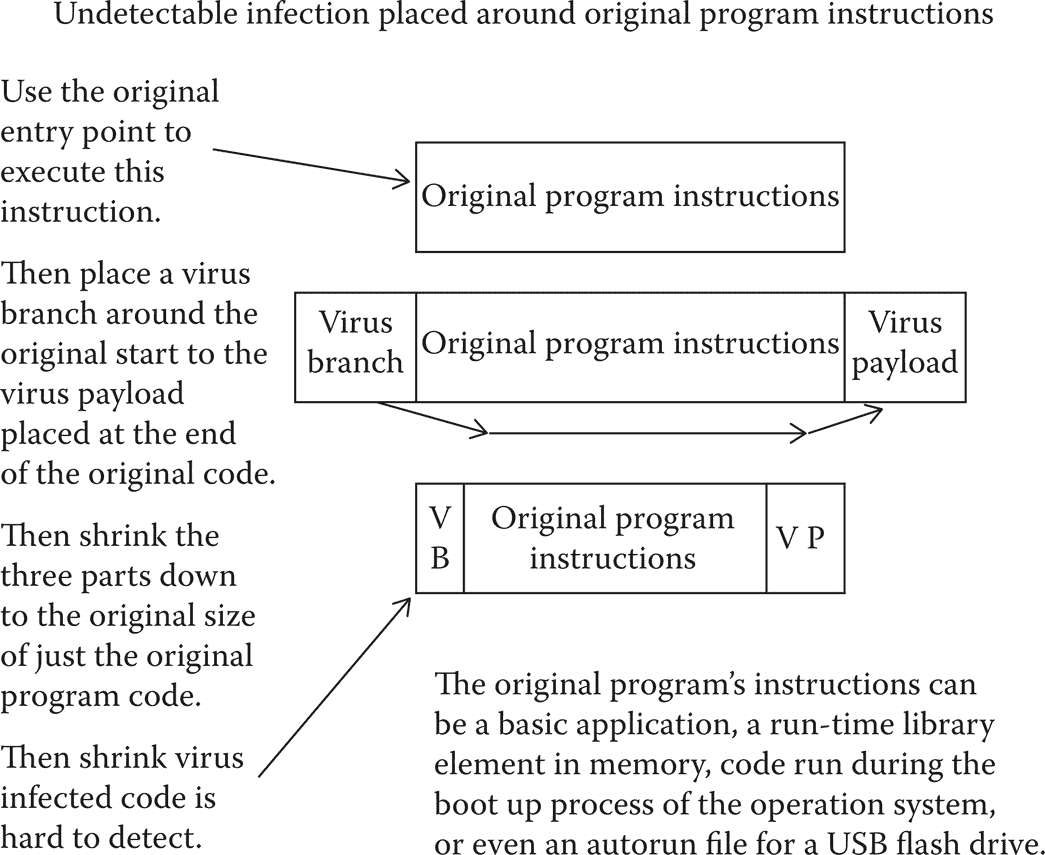 Undetectable infection placed around original program instructions
Use the original
entry point to
execute this
instruction.
Original program instructions
Then place a virus
branch around the
original start to the
virus payload
placed at the end
of the original code.
Virus
branch
Original program instructions
Virus
payload
Then shrink the
three parts down
to the original size
of just the original
program code.
V
B
Original program
instructions
V P
Then shrink virus
infected code is
hard to detect.
The original program’s instructions can
be a basic application, a run-time library
element in memory, code run during the
boot up process of the operation system,
or even an autorun file for a USB flash drive.